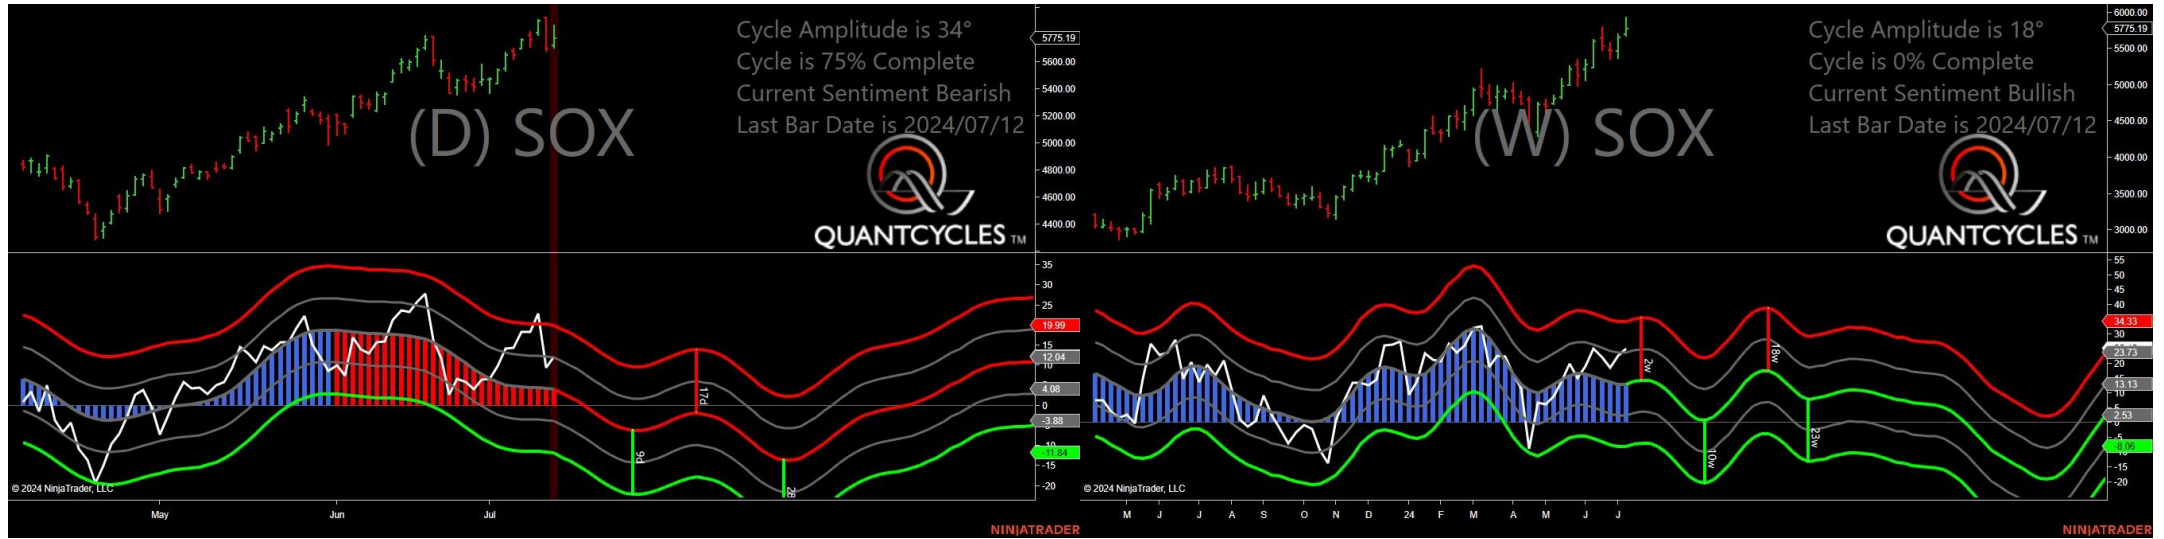 Cycle Amplitude is 34°
Cycle is 75% Complete
Current Sentiment Bearish
Last Bar Date is 2024/07/12
(D) SOX
QUANTCYCLES TM
5775.19
5600.00
5400.00
5200.00
5000.00
4800.00
4600.00
4400.00
35
30
25
19.99
15
12.04
10
4.08
0
-3.88
-10
-11.84
-15
-20
9d
17d
© 2024 NinjaTrader, LLC
May
Jun
Jul
NINJATRADER
Cycle Amplitude is 18°
Cycle is 0% Complete
Current Sentiment Bullish
Last Bar Date is 2024/07/12
(W) SOX
QUANTCYCLES TM
6000.00
5775.19
5500.00
5000.00
4500.00
4000.00
3500.00
3000.00
55
50
45
40
34.33
30
23.73
20
15
13.13
10
2.53
0
-8.06
-15
-20
2w
10w
18w
23w
© 2024 NinjaTrader, LLC
M J J A S O N D 24 F M A M J J
NINJATRADER